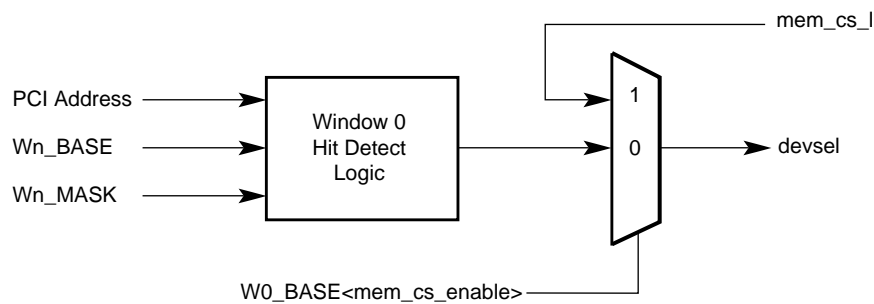 mem_cs_l
PCI Address
Wn_BASE
Wn_MASK
Window 0
Hit Detect
Logic
1
0
devsel
W0_BASE<mem_cs_enable>